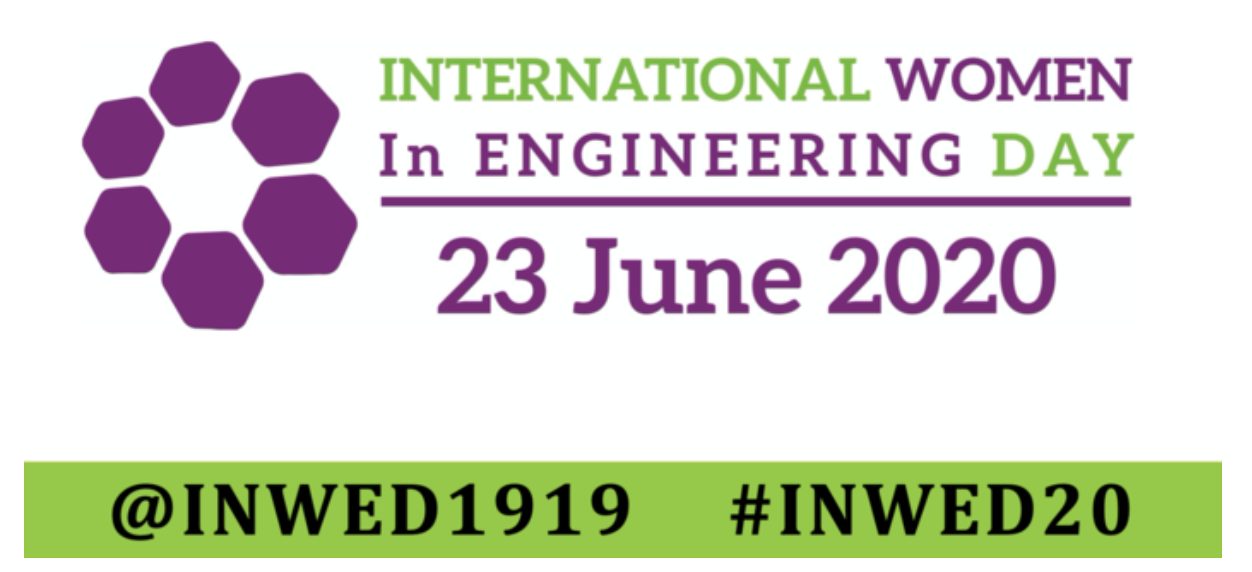 INTERNATIONAL WOMEN
In ENGINEERING DAY
23 June 2020
@INWED1919 #INWED20